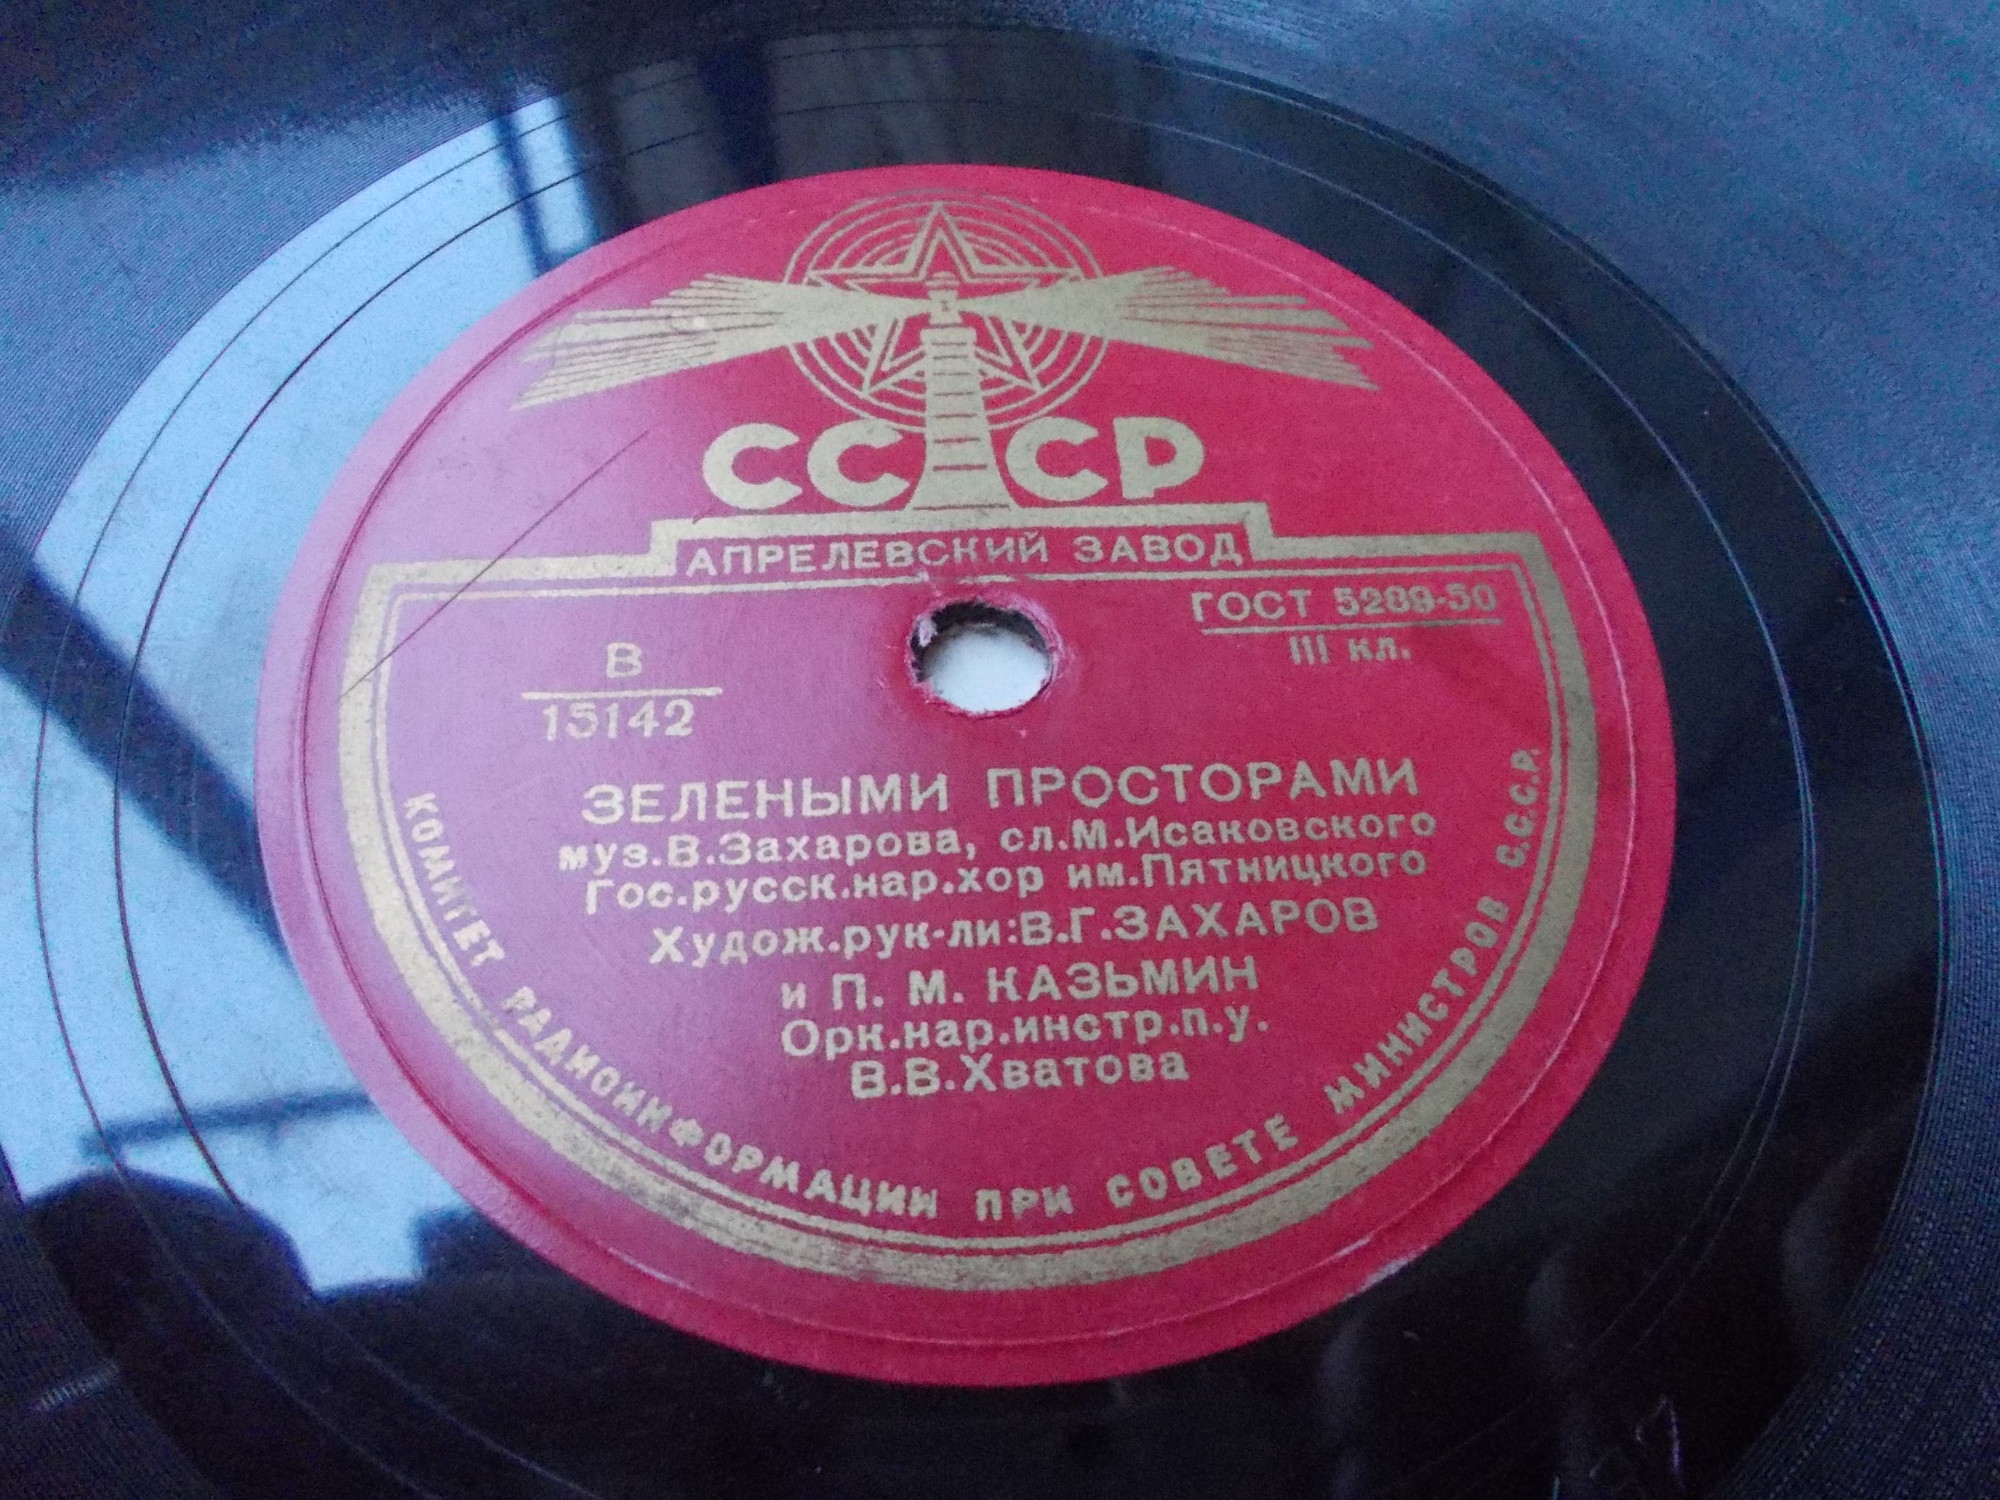 СССР
АПРЕЛЕВСКИЙ ЗАВОД
ГОСТ 5289-50
III кл.
В
15142
ЗЕЛЕНЫМИ ПРОСТОРАМИ
муз.В.Захарова, сл.М.Исаковского
Гос.русск.нар.хор им.Пятницкого
Худож.рук-ли:В.Г.ЗАХАРОВ
и П. М. КАЗЬМИН
Орк.нар.инстр.п.у.
В.В.Хватова
КОМИТЕТ РАДИОИНФОРМАЦИИ ПРИ СОВЕТЕ МИНИСТРОВ С.С.С.Р.